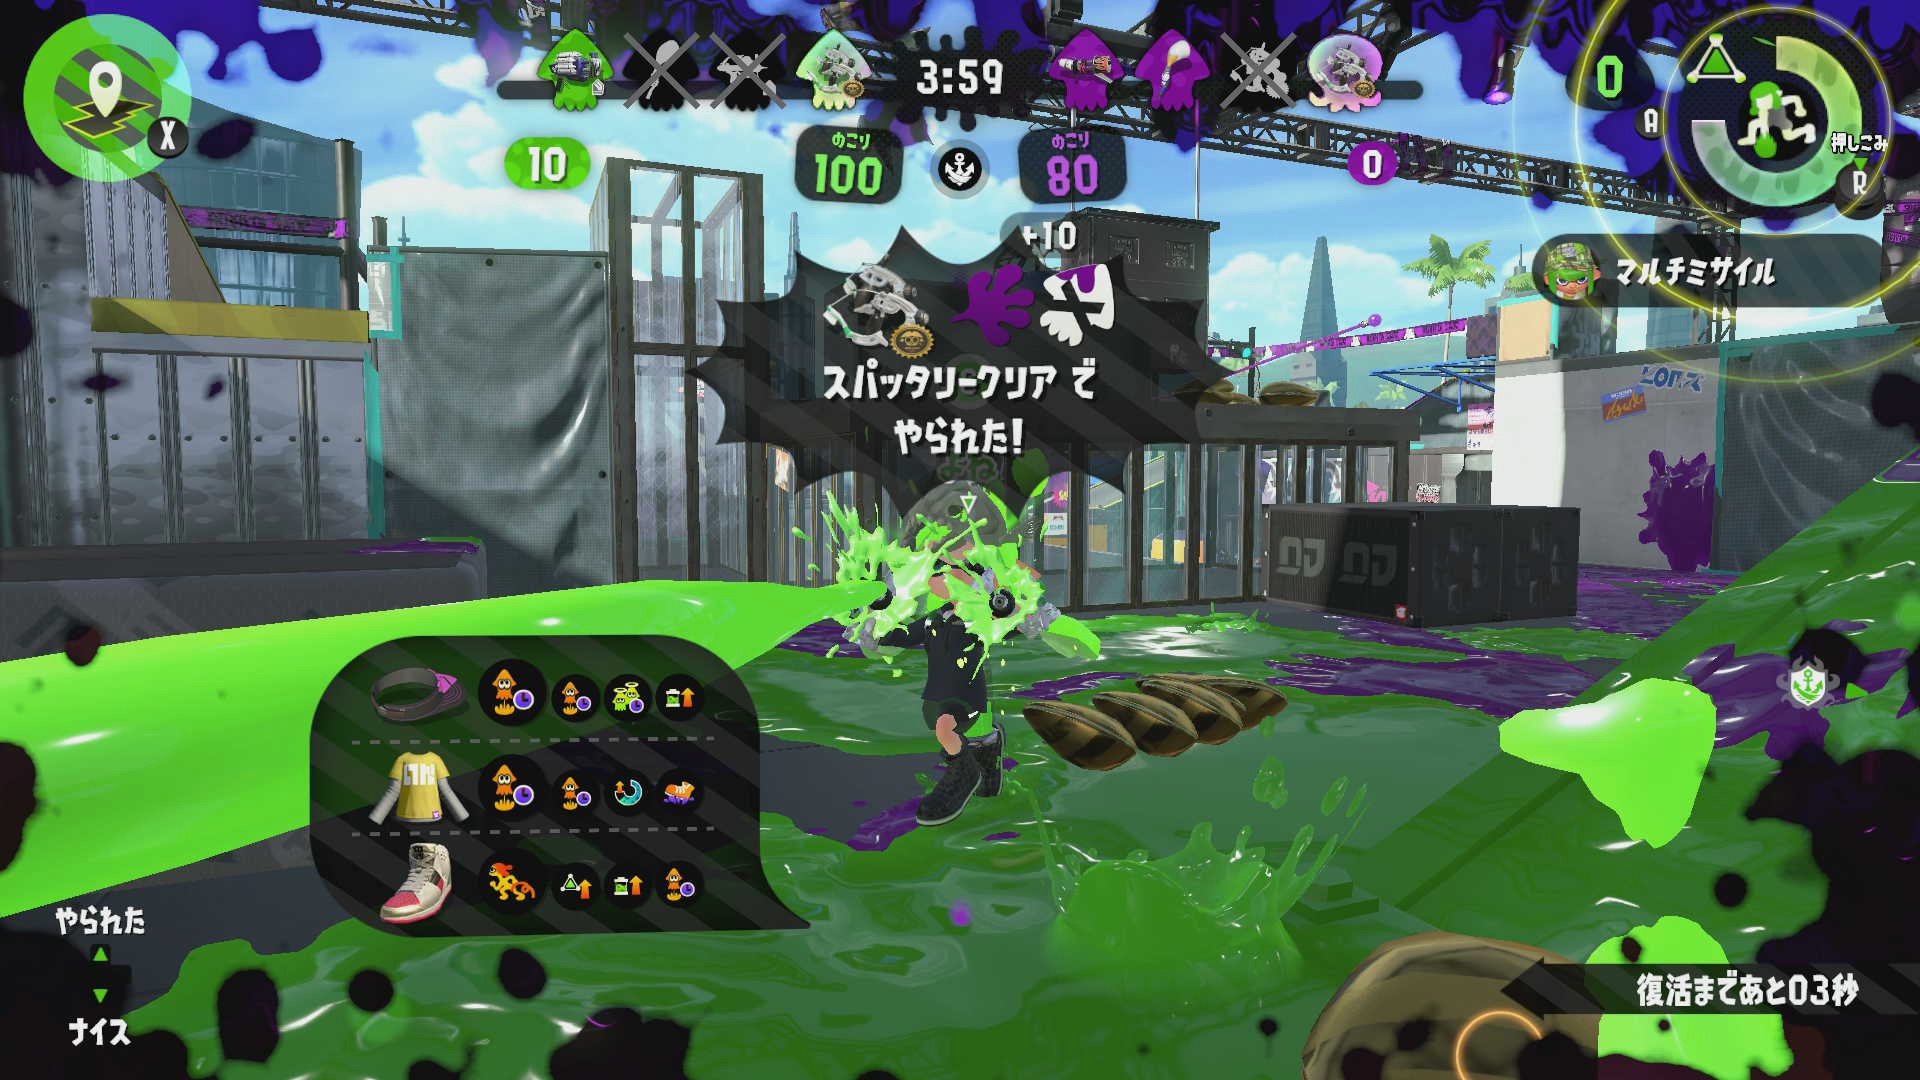 X
3:59
10
のこり
100
のこり
80
0
0
A
押しこみ
R
+10
マルチミサイル
スパッタリークリア で
やられた!
やられた
ナイス
復活まであと03秒